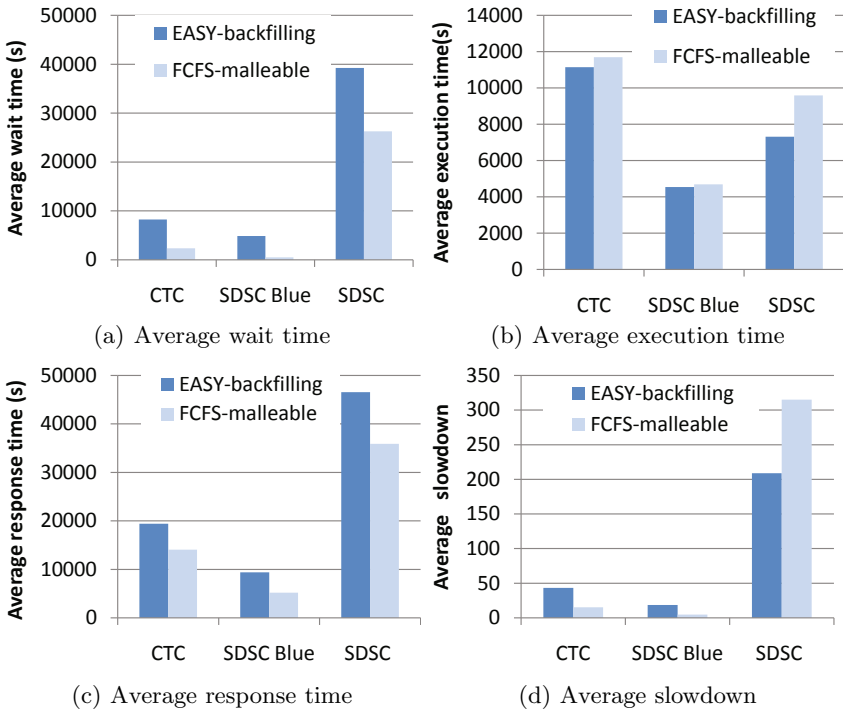 Average wait time (s)
50000
40000
30000
20000
10000
0
EASY-backfilling
FCFS-malleable
CTC
SDSC Blue
SDSC
(a) Average wait time
Average execution time(s)
14000
12000
10000
8000
6000
4000
2000
0
EASY-backfilling
FCFS-malleable
CTC
SDSC Blue
SDSC
(b) Average execution time
Average response time (s)
50000
40000
30000
20000
10000
0
EASY-backfilling
FCFS-malleable
CTC
SDSC Blue
SDSC
(c) Average response time
Average slowdown
350
300
250
200
150
100
50
0
EASY-backfilling
FCFS-malleable
CTC
SDSC Blue
SDSC
(d) Average slowdown